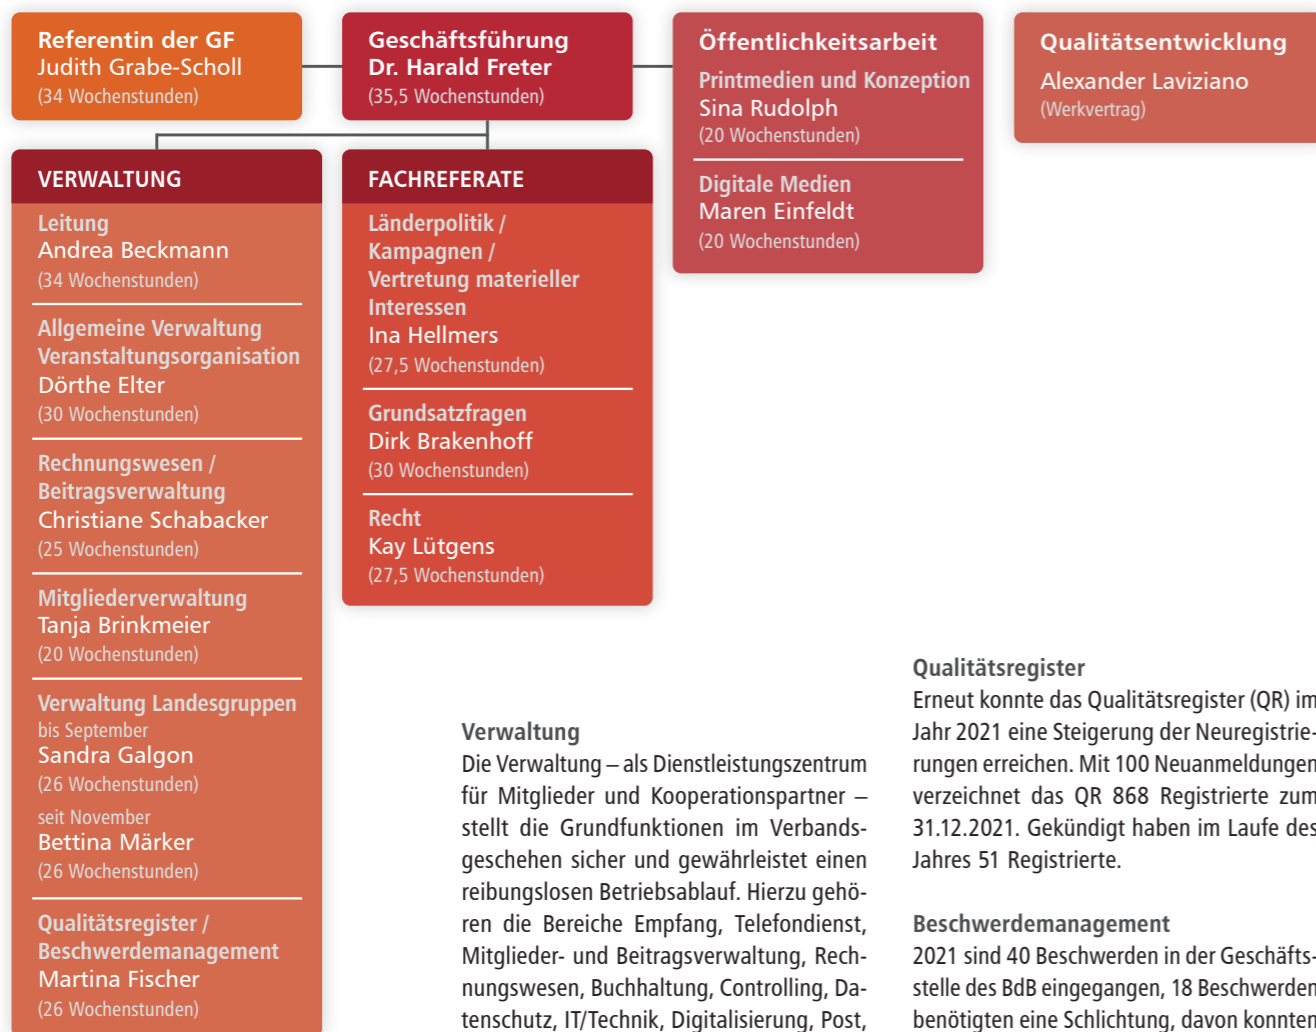 Referentin der GF
Judith Grabe-Scholl
(34 Wochenstunden)
Geschäftsführung
Dr. Harald Freter
(35,5 Wochenstunden)
Öffentlichkeitsarbeit
Printmedien und Konzeption
Sina Rudolph
(20 Wochenstunden)
Digitale Medien
Maren Einfeldt
(20 Wochenstunden)
Qualitätsentwicklung
Alexander Laviziano
(Werkvertrag)
VERWALTUNG
Leitung
Andrea Beckmann
(34 Wochenstunden)
Allgemeine Verwaltung
Veranstaltungsorganisation
Dörthe Elter
(30 Wochenstunden)
Rechnungswesen /
Beitragsverwaltung
Christiane Schabacker
(25 Wochenstunden)
Mitgliederverwaltung
Tanja Brinkmeier
(20 Wochenstunden)
Verwaltung Landesgruppen
bis September
Sandra Galgon
(26 Wochenstunden)
seit November
Bettina Märker
(26 Wochenstunden)
Qualitätsregister /
Beschwerdemanagement
Martina Fischer
(26 Wochenstunden)
FACHREFERATE
Länderpolitik /
Kampagnen /
Vertretung materieller
Interessen
Ina Hellmers
(27,5 Wochenstunden)
Grundsatzfragen
Dirk Brakenhoff
(30 Wochenstunden)
Recht
Kay Lütgens
(27,5 Wochenstunden)
Verwaltung
Die Verwaltung – als Dienstleistungszentrum
für Mitglieder und Kooperationspartner –
stellt die Grundfunktionen im Verbands-
geschehen sicher und gewährleistet einen
reibungslosen Betriebsablauf. Hierzu gehö-
ren die Bereiche Empfang, Telefondienst,
Mitglieder- und Beitragsverwaltung, Rech-
nungswesen, Buchhaltung, Controlling, Da-
tenschutz, IT/Technik, Digitalisierung, Post,
Qualitätsregister
Erneut konnte das Qualitätsregister (QR) im
Jahr 2021 eine Steigerung der Neuregistrie-
rungen erreichen. Mit 100 Neuanmeldungen
verzeichnet das QR 868 Registrierte zum
31.12.2021. Gekündigt haben im Laufe des
Jahres 51 Registrierte.
Beschwerdemanagement
2021 sind 40 Beschwerden in der Geschäfts-
stelle des BdB eingegangen, 18 Beschwerden
benötigten eine Schlichtung, davon konnten